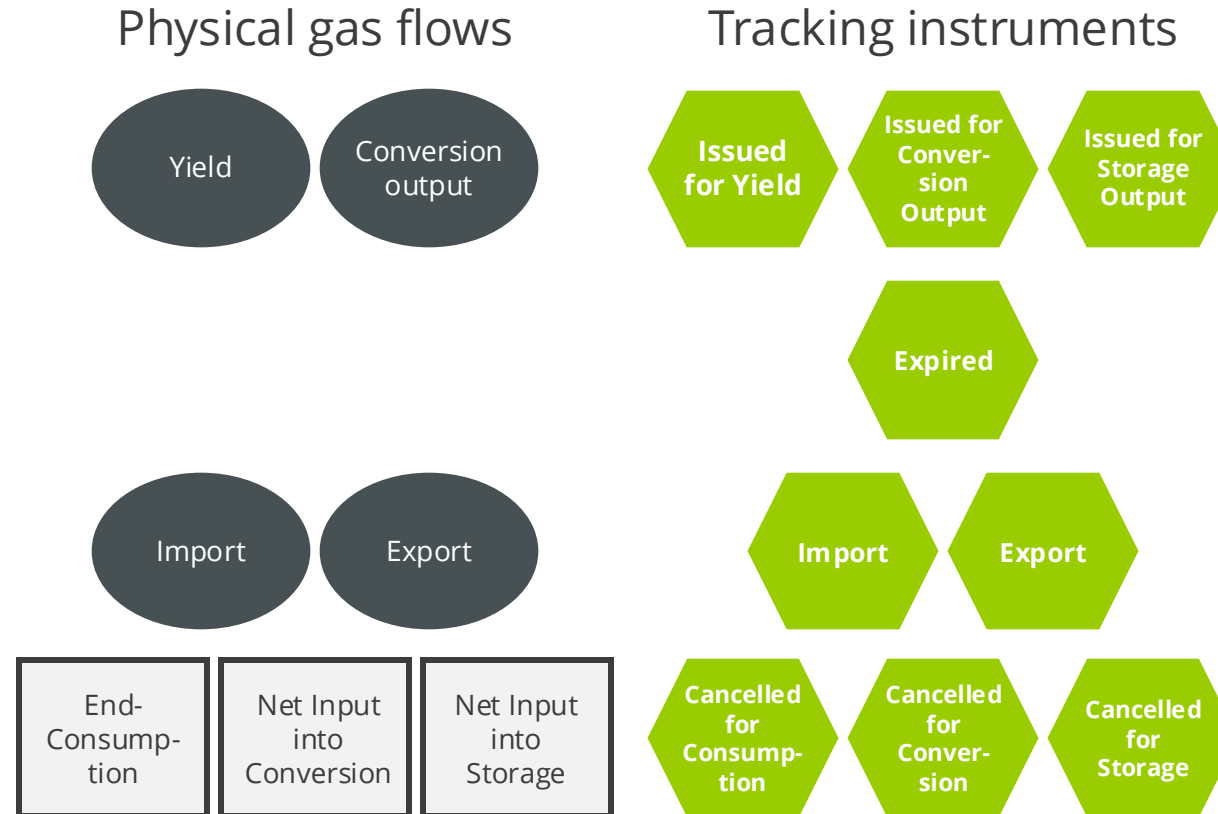 Physical gas flows
Tracking instruments
Yield
Conversion
output
Issued
for Yield
Issued for
Conver-
sion
Output
Issued for
Storage
Output
Expired
Import
Export
Import
Export
End-
Consump-
tion
Net Input
into
Conversion
Net Input
into
Storage
Cancelled
for
Consump-
tion
Cancelled
for
Conver-
sion
Cancelled
for
Storage